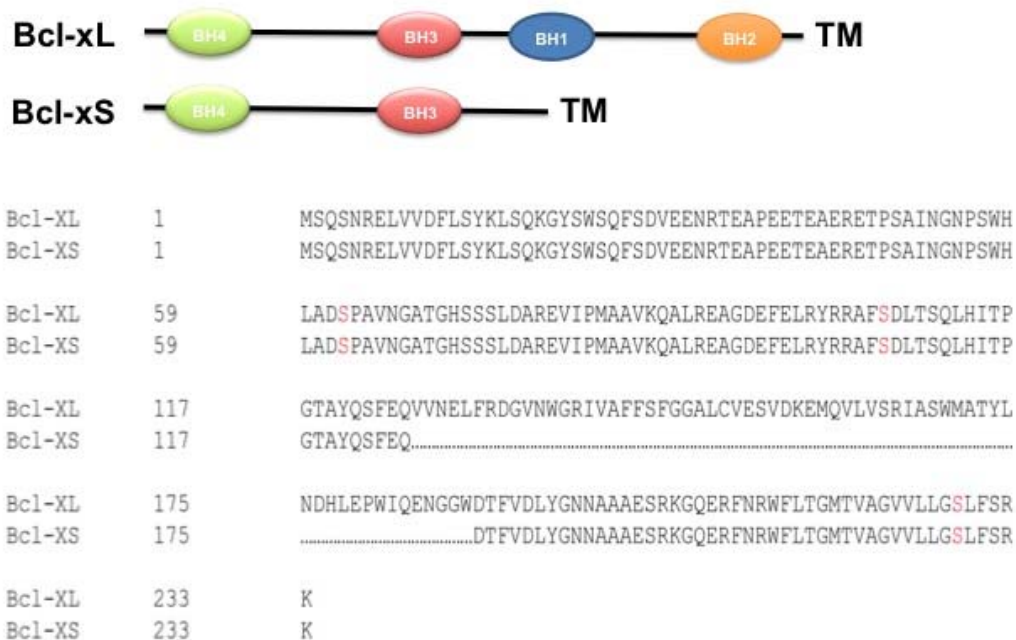 Bcl-xL BH4 BH3 BH1 BH2 TM
Bcl-xS BH4 BH3 TM
Bcl-XL 1 MSQSNRELVVDFLSYKLSQKGYSWSQFSDVEENRTEAPEETEAERETPSAINGNPSWH
Bcl-XS 1 MSQSNRELVVDFLSYKLSQKGYSWSQFSDVEENRTEAPEETEAERETPSAINGNPSWH
Bcl-XL 59 LADSPAVNGATGHSSSLDAREVIPMAAVKQALREAGDEFELRYRRAFSDLTSQLHITP
Bcl-XS 59 LADSPAVNGATGHSSSLDAREVIPMAAVKQALREAGDEFELRYRRAFSDLTSQLHITP
Bcl-XL 117 GTAYQSFEQVVNELFRDGVNWGRIVAFFSFGGALCVESVDKEMQVLVSRIASWMATYL
Bcl-XS 117 GTAYQSFEQ.................................................
Bcl-XL 175 NDHLEPWIQENGGWDTFVDLYGNNAAAESRKGQERFNRWFLTGMTVAGVVLLGSLFSR
Bcl-XS 175 ..............DTFVDLYGNNAAAESRKGQERFNRWFLTGMTVAGVVLLGSLFSR
Bcl-XL 233 K
Bcl-XS 233 K